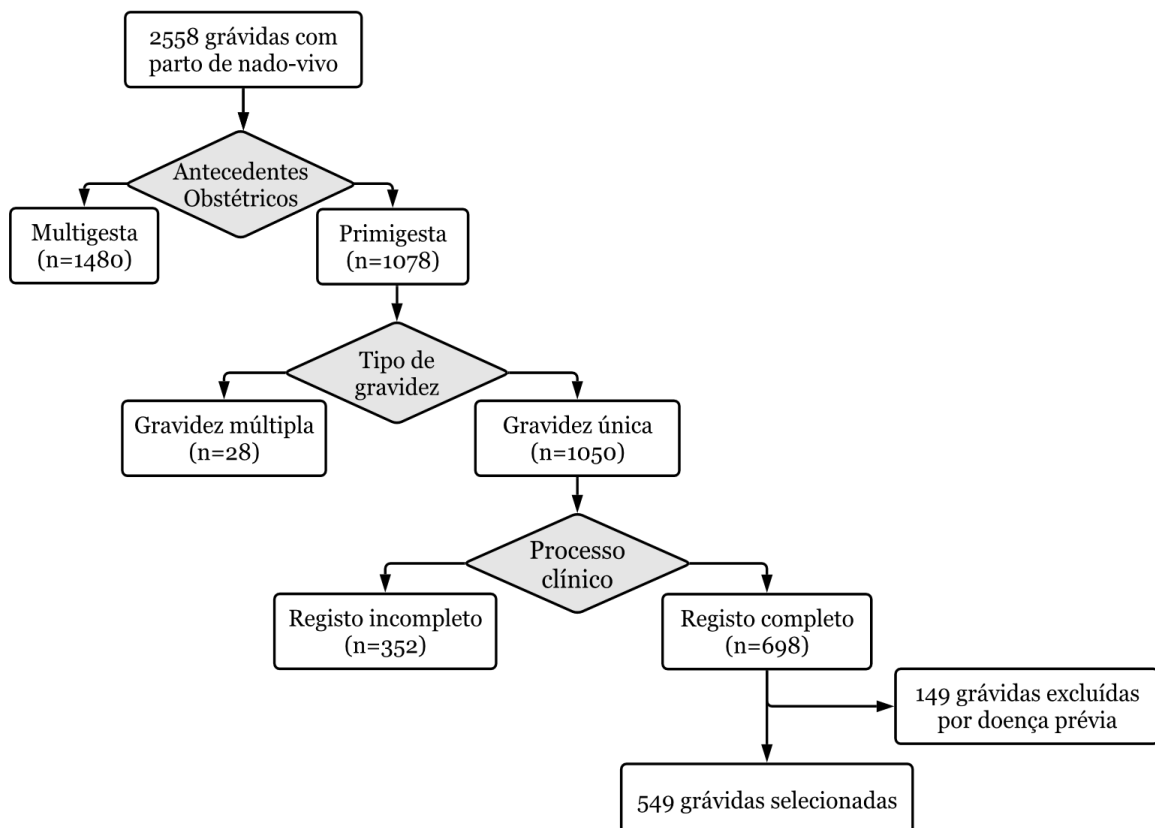 2558 grávidas com
parto de nado-vivo
Antecedentes
Obstétricos
Multigesta
(n=1480)
Primigesta
(n=1078)
Tipo de
gravidez
Gravidez múltipla
(n=28)
Gravidez única
(n=1050)
Processo
clínico
Registo incompleto
(n=352)
Registo completo
(n=698)
149 grávidas excluídas
por doença prévia
549 grávidas selecionadas